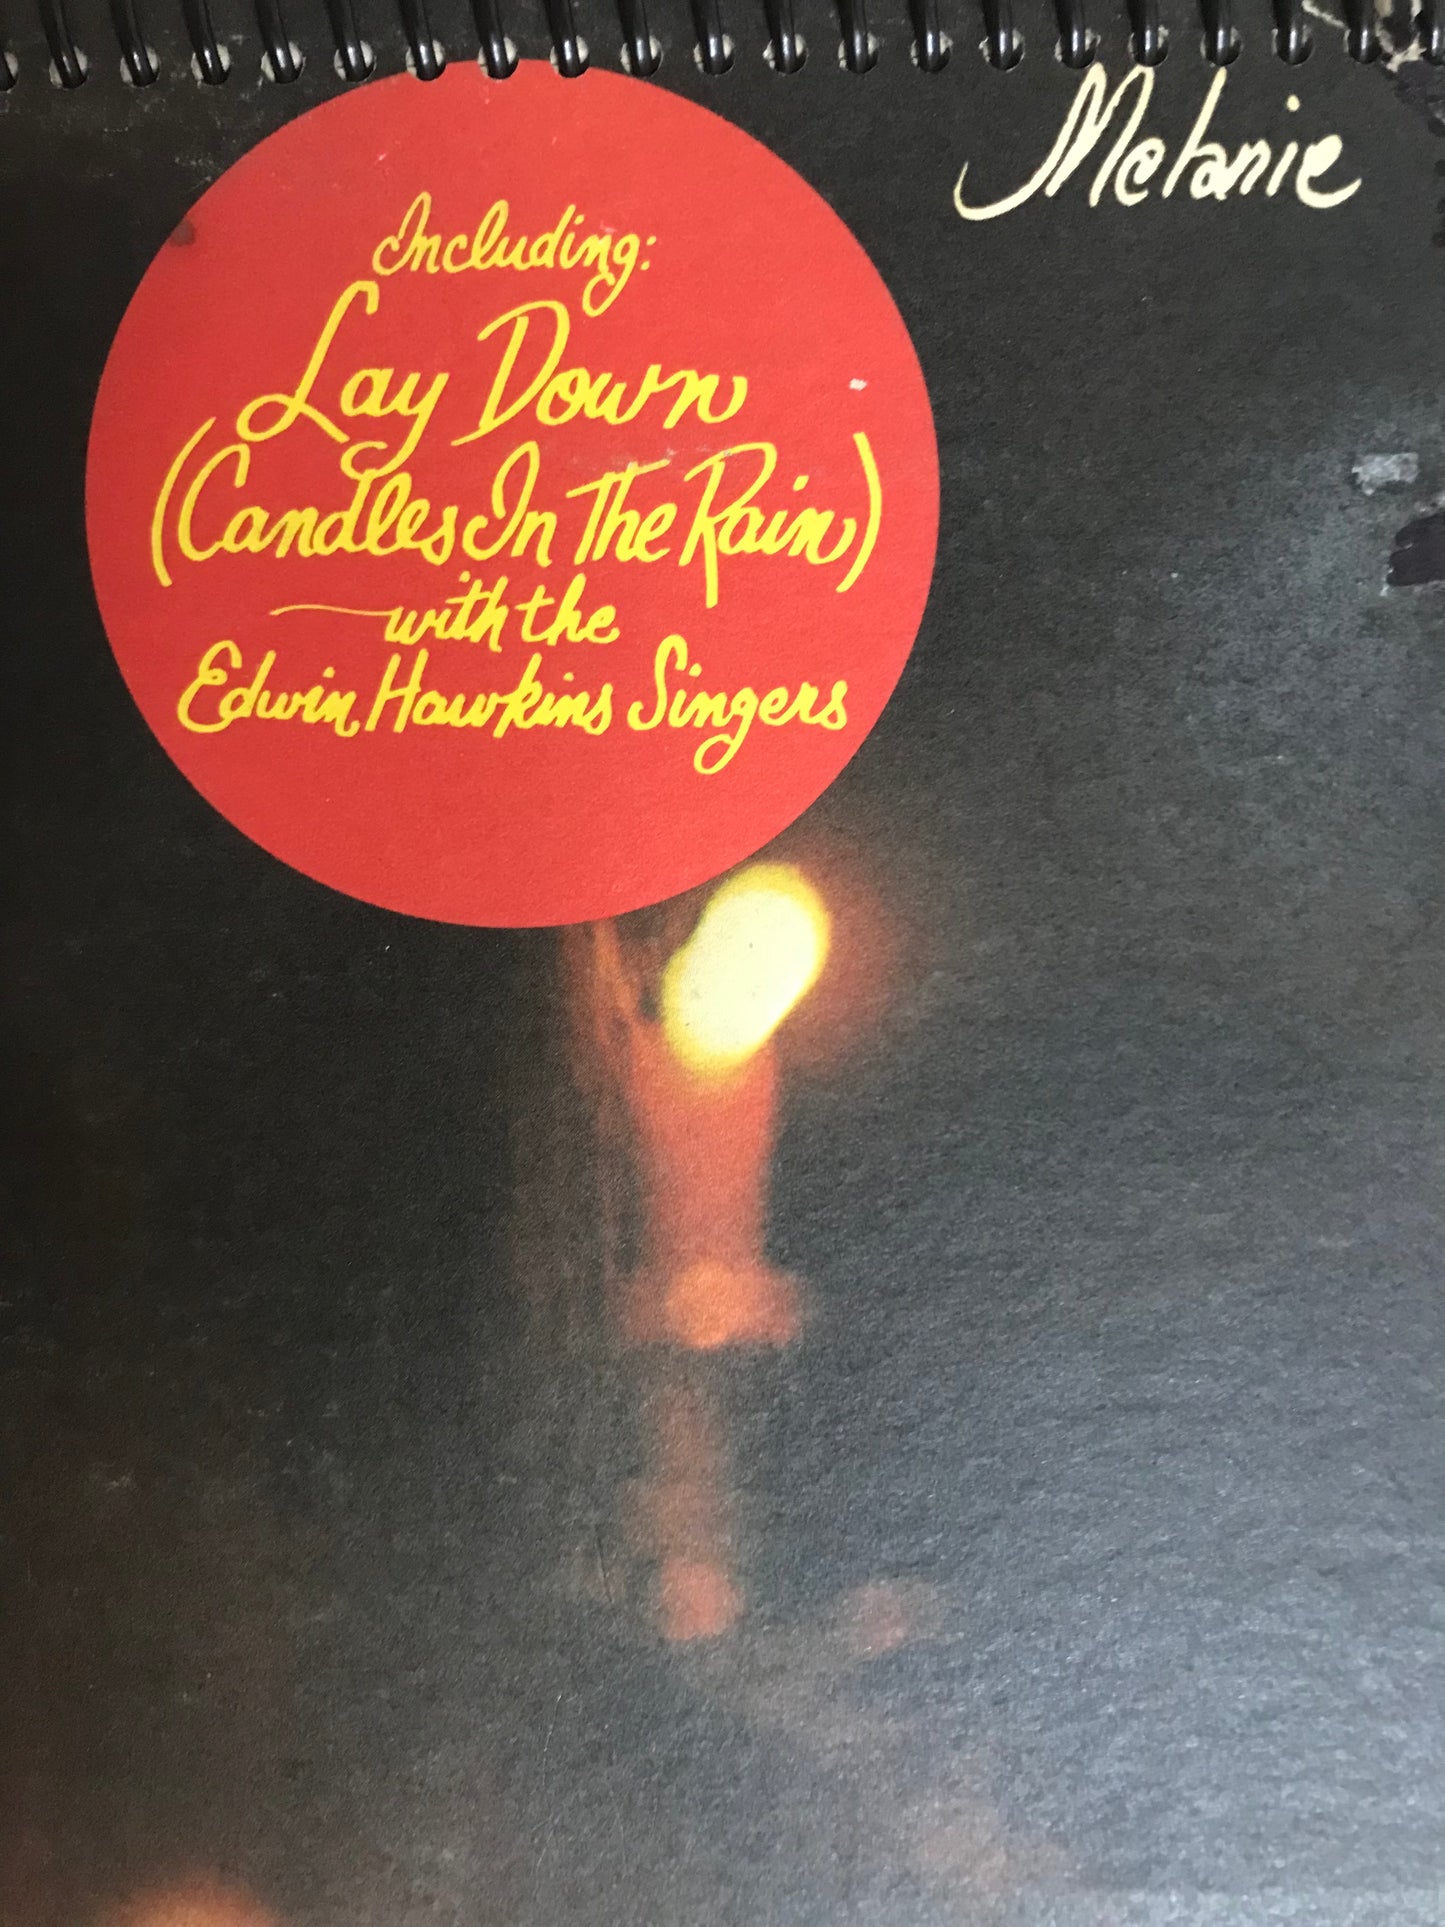 Melanie
Including:
Lay Down
(Candles In The Rain)
with the
Edwin Hawkins Singers